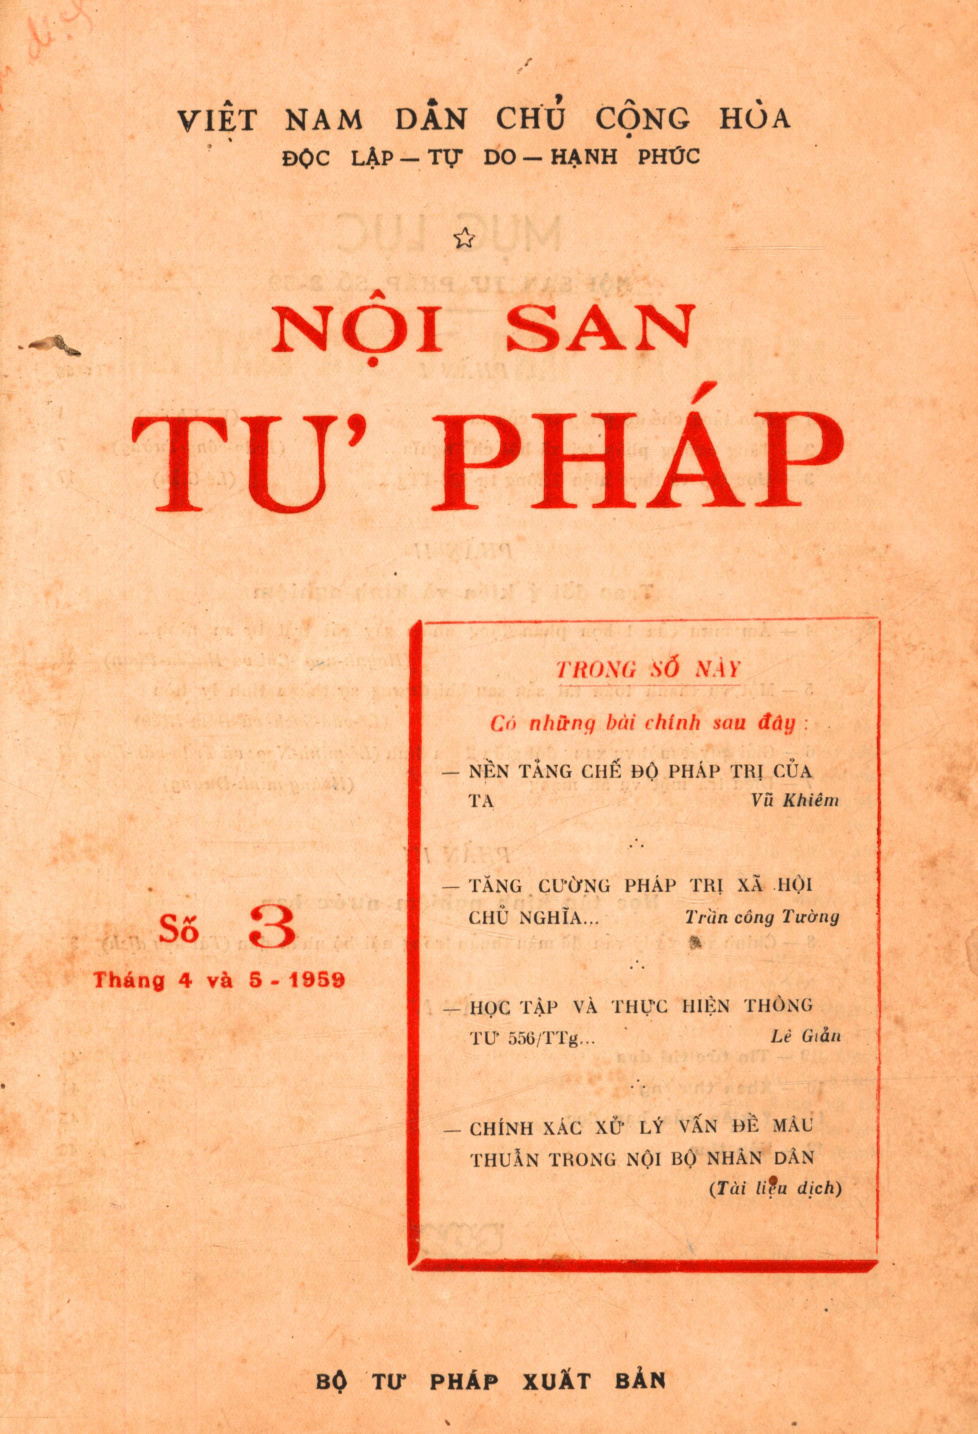 VIỆT NAM DÂN CHỦ CỘNG HÒA
ĐỘC LẬP — TỰ DO — HẠNH PHÚC
NỘI SAN
TƯ PHÁP
TRONG SỐ NÀY
Có những bài chính sau đây :
— NỀN TẢNG CHẾ ĐỘ PHÁP TRỊ CỦA
TA Vũ Khiêm
— TĂNG CƯỜNG PHÁP TRỊ XÃ HỘI
CHỦ NGHĨA... Trần công Tường
— HỌC TẬP VÀ THỰC HIỆN THÔNG
TƯ 556/TTg... Lê Giản
— CHÍNH XÁC XỬ LÝ VẤN ĐỀ MÂU
THUẪN TRONG NỘI BỘ NHÂN DÂN
(Tài liệu dịch)
Số 3
Tháng 4 và 5 - 1959
BỘ TƯ PHÁP XUẤT BẢN